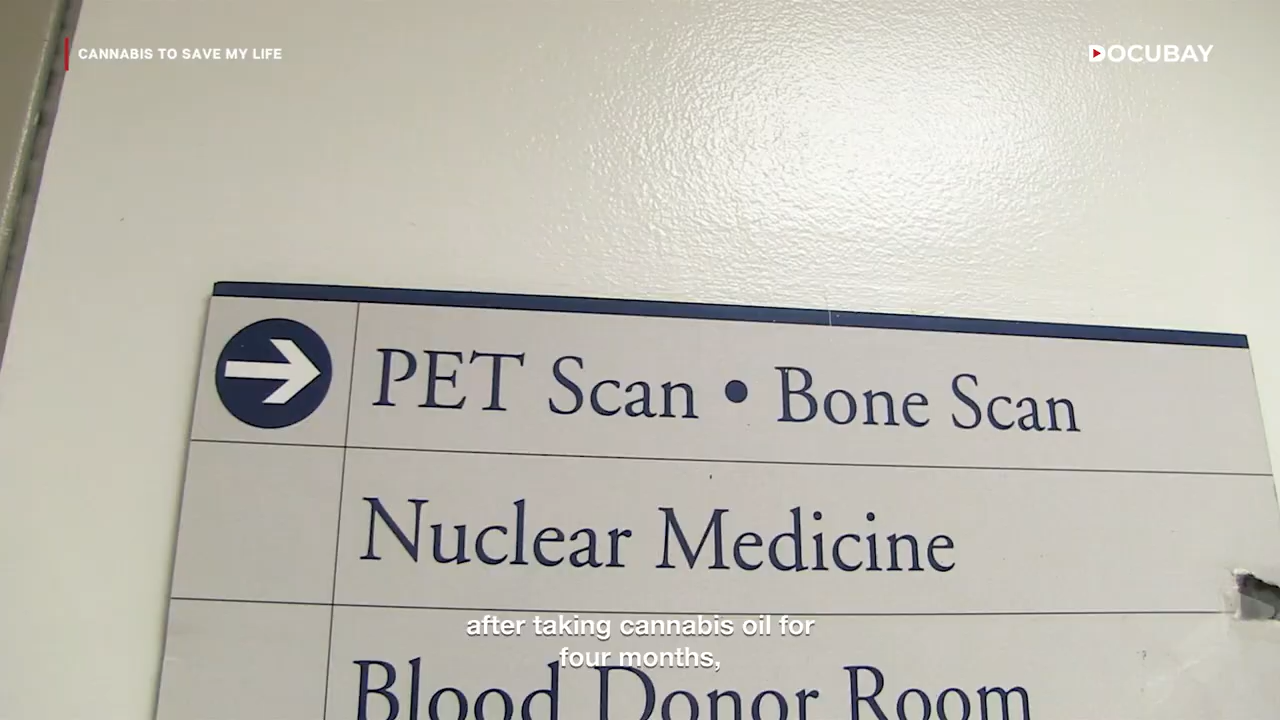 CANNABIS TO SAVE MY LIFE
DOCUBAY
PET Scan • Bone Scan
Nuclear Medicine
after taking cannabis oil for
four months,
Blood Donor Room